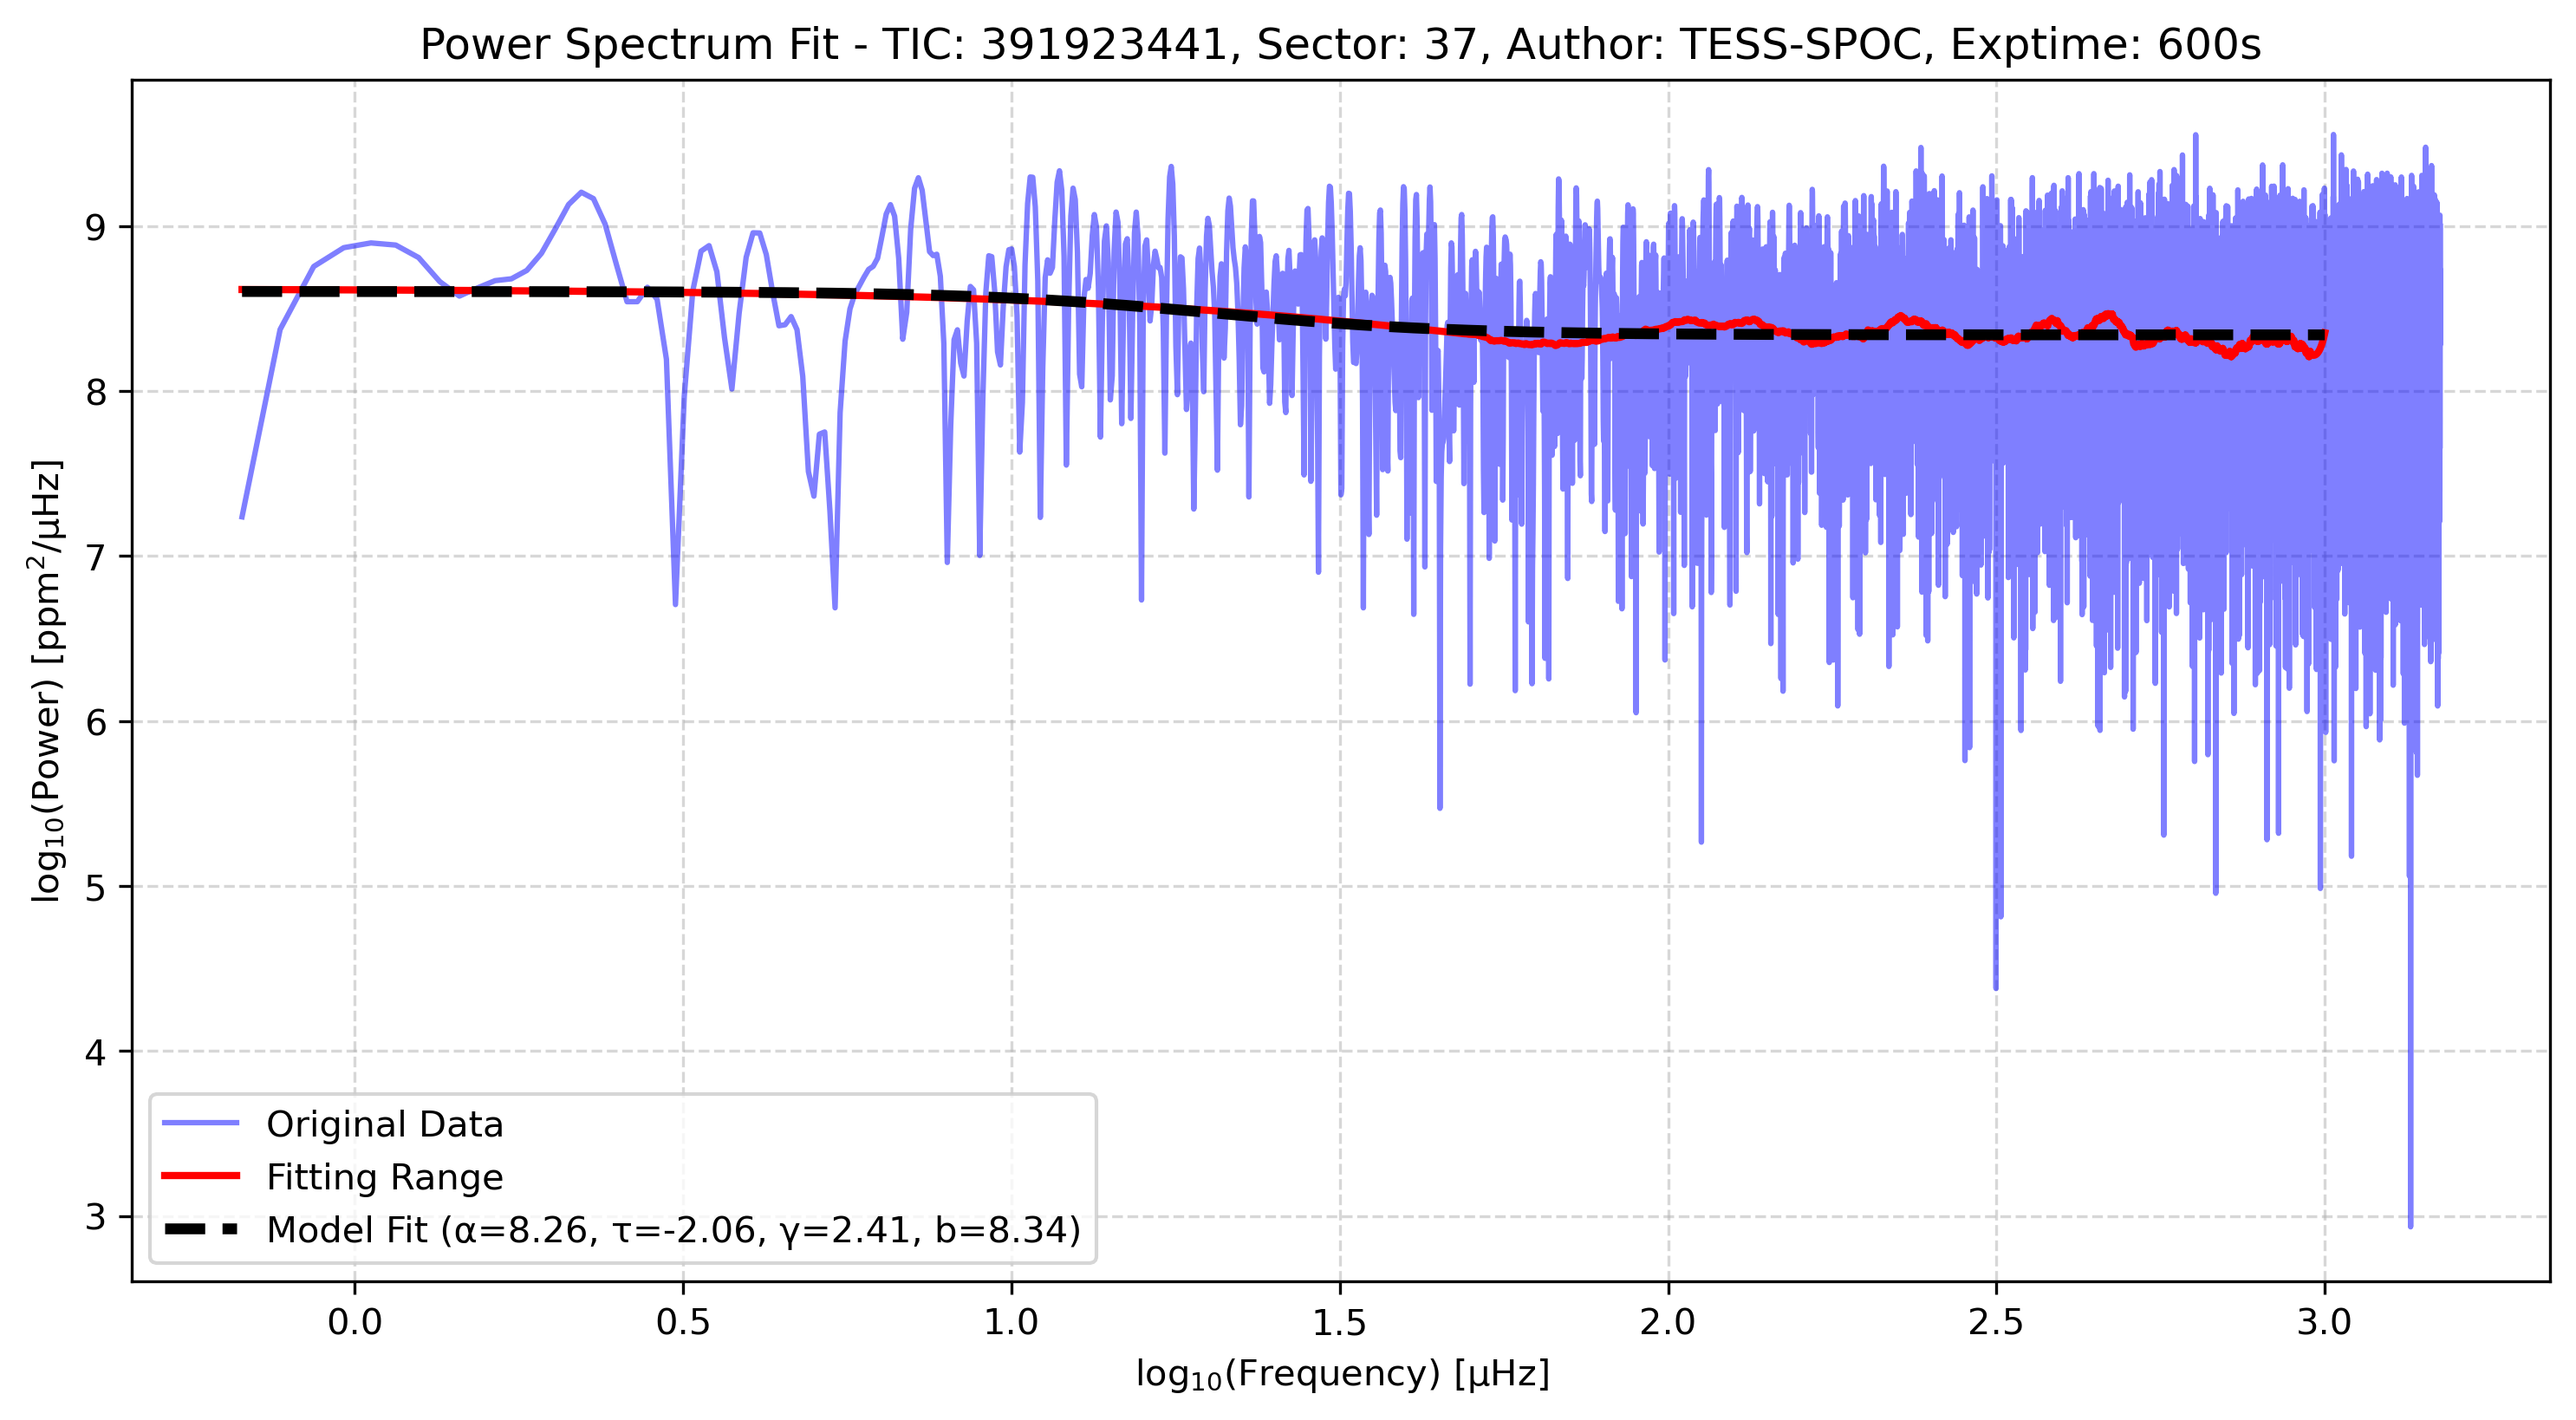 Power Spectrum Fit - TIC: 391923441, Sector: 37, Author: TESS-SPOC, Exptime: 600s
log₁₀(Power) [ppm²/μHz]
9
8
7
6
5
4
3
Original Data
Fitting Range
Model Fit (α=8.26, τ=-2.06, γ=2.41, b=8.34)
0.0 0.5 1.0 1.5 2.0 2.5 3.0
log₁₀(Frequency) [μHz]